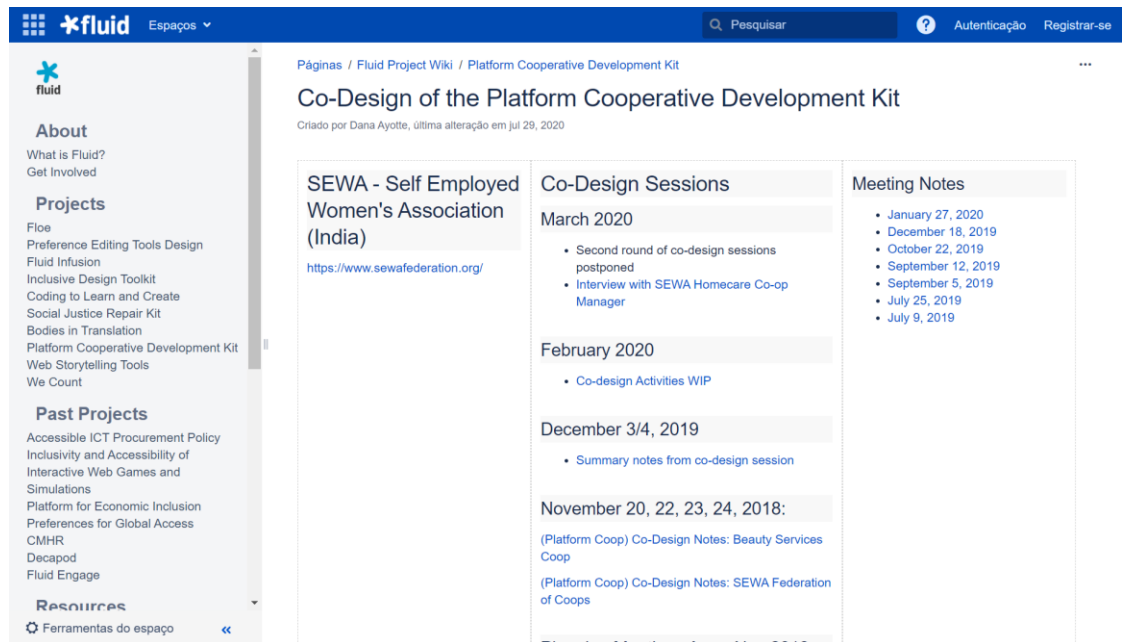 fluid
Espaços
Pesquisar
?
Autenticação
Registrar-se
fluid
About
What is Fluid?
Get Involved
Projects
Floe
Preference Editing Tools Design
Fluid Infusion
Inclusive Design Toolkit
Coding to Learn and Create
Social Justice Repair Kit
Bodies in Translation
Platform Cooperative Development Kit
Web Storytelling Tools
We Count
Past Projects
Accessible ICT Procurement Policy
Inclusivity and Accessibility of
Interactive Web Games and
Simulations
Platform for Economic Inclusion
Preferences for Global Access
CMHR
Decapod
Fluid Engage
Resources
Ferramentas do espaço
«
Páginas / Fluid Project Wiki / Platform Cooperative Development Kit
•••
Co-Design of the Platform Cooperative Development Kit
Criado por Dana Ayotte, última alteração em jul 29, 2020
SEWA - Self Employed
Women's Association
(India)
https://www.sewafederation.org/
Co-Design Sessions
March 2020
• Second round of co-design sessions
postponed
• Interview with SEWA Homecare Co-op
Manager
February 2020
• Co-design Activities WIP
December 3/4, 2019
• Summary notes from co-design session
November 20, 22, 23, 24, 2018:
(Platform Coop) Co-Design Notes: Beauty Services
Coop
(Platform Coop) Co-Design Notes: SEWA Federation
of Coops
Meeting Notes
• January 27, 2020
• December 18, 2019
• October 22, 2019
• September 12, 2019
• September 5, 2019
• July 25, 2019
• July 9, 2019